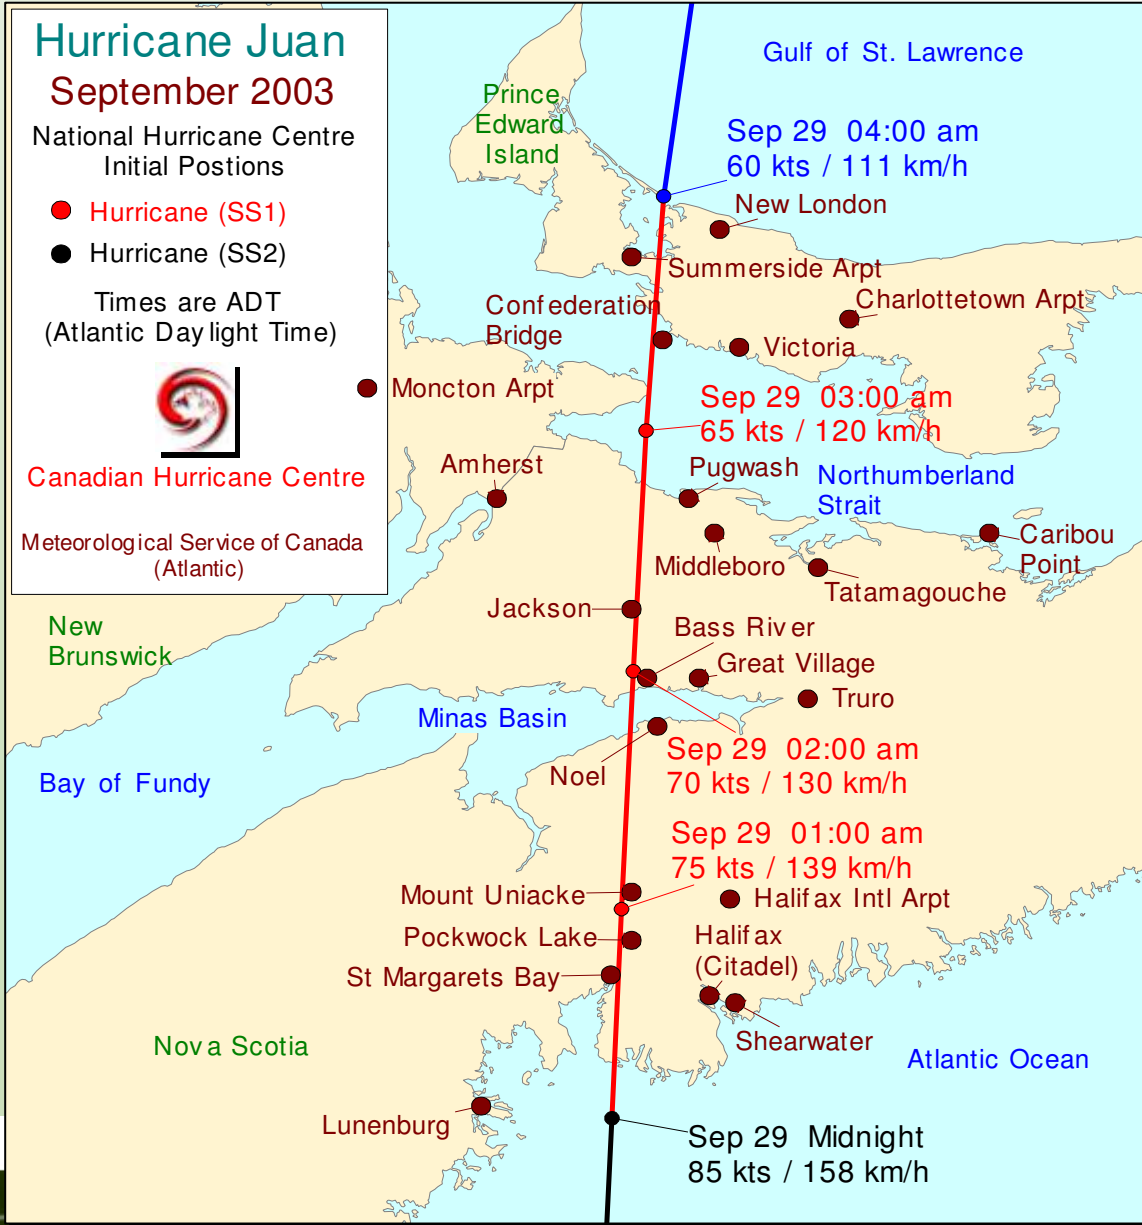 Hurricane Juan
September 2003
National Hurricane Centre
Initial Postions
Hurricane (SS1)
Hurricane (SS2)
Times are ADT
(Atlantic Daylight Time)
Canadian Hurricane Centre
Meteorological Service of Canada
(Atlantic)
Gulf of St. Lawrence
Prince
Edward
Island
Sep 29 04:00 am
60 kts / 111 km/h
New London
Summerside Arpt
Charlottetown Arpt
Confederation
Bridge
Victoria
Moncton Arpt
Sep 29 03:00 am
65 kts / 120 km/h
Amherst
Pugwash
Northumberland
Strait
Caribou
Point
Middleboro
Tatamagouche
Jackson
New
Brunswick
Bass River
Great Village
Truro
Minas Basin
Sep 29 02:00 am
70 kts / 130 km/h
Noel
Bay of Fundy
Sep 29 01:00 am
75 kts / 139 km/h
Mount Uniacke
Halifax Intl Arpt
Pockwock Lake
Halifax
(Citadel)
St Margarets Bay
Shearwater
Nova Scotia
Atlantic Ocean
Lunenburg
Sep 29 Midnight
85 kts / 158 km/h